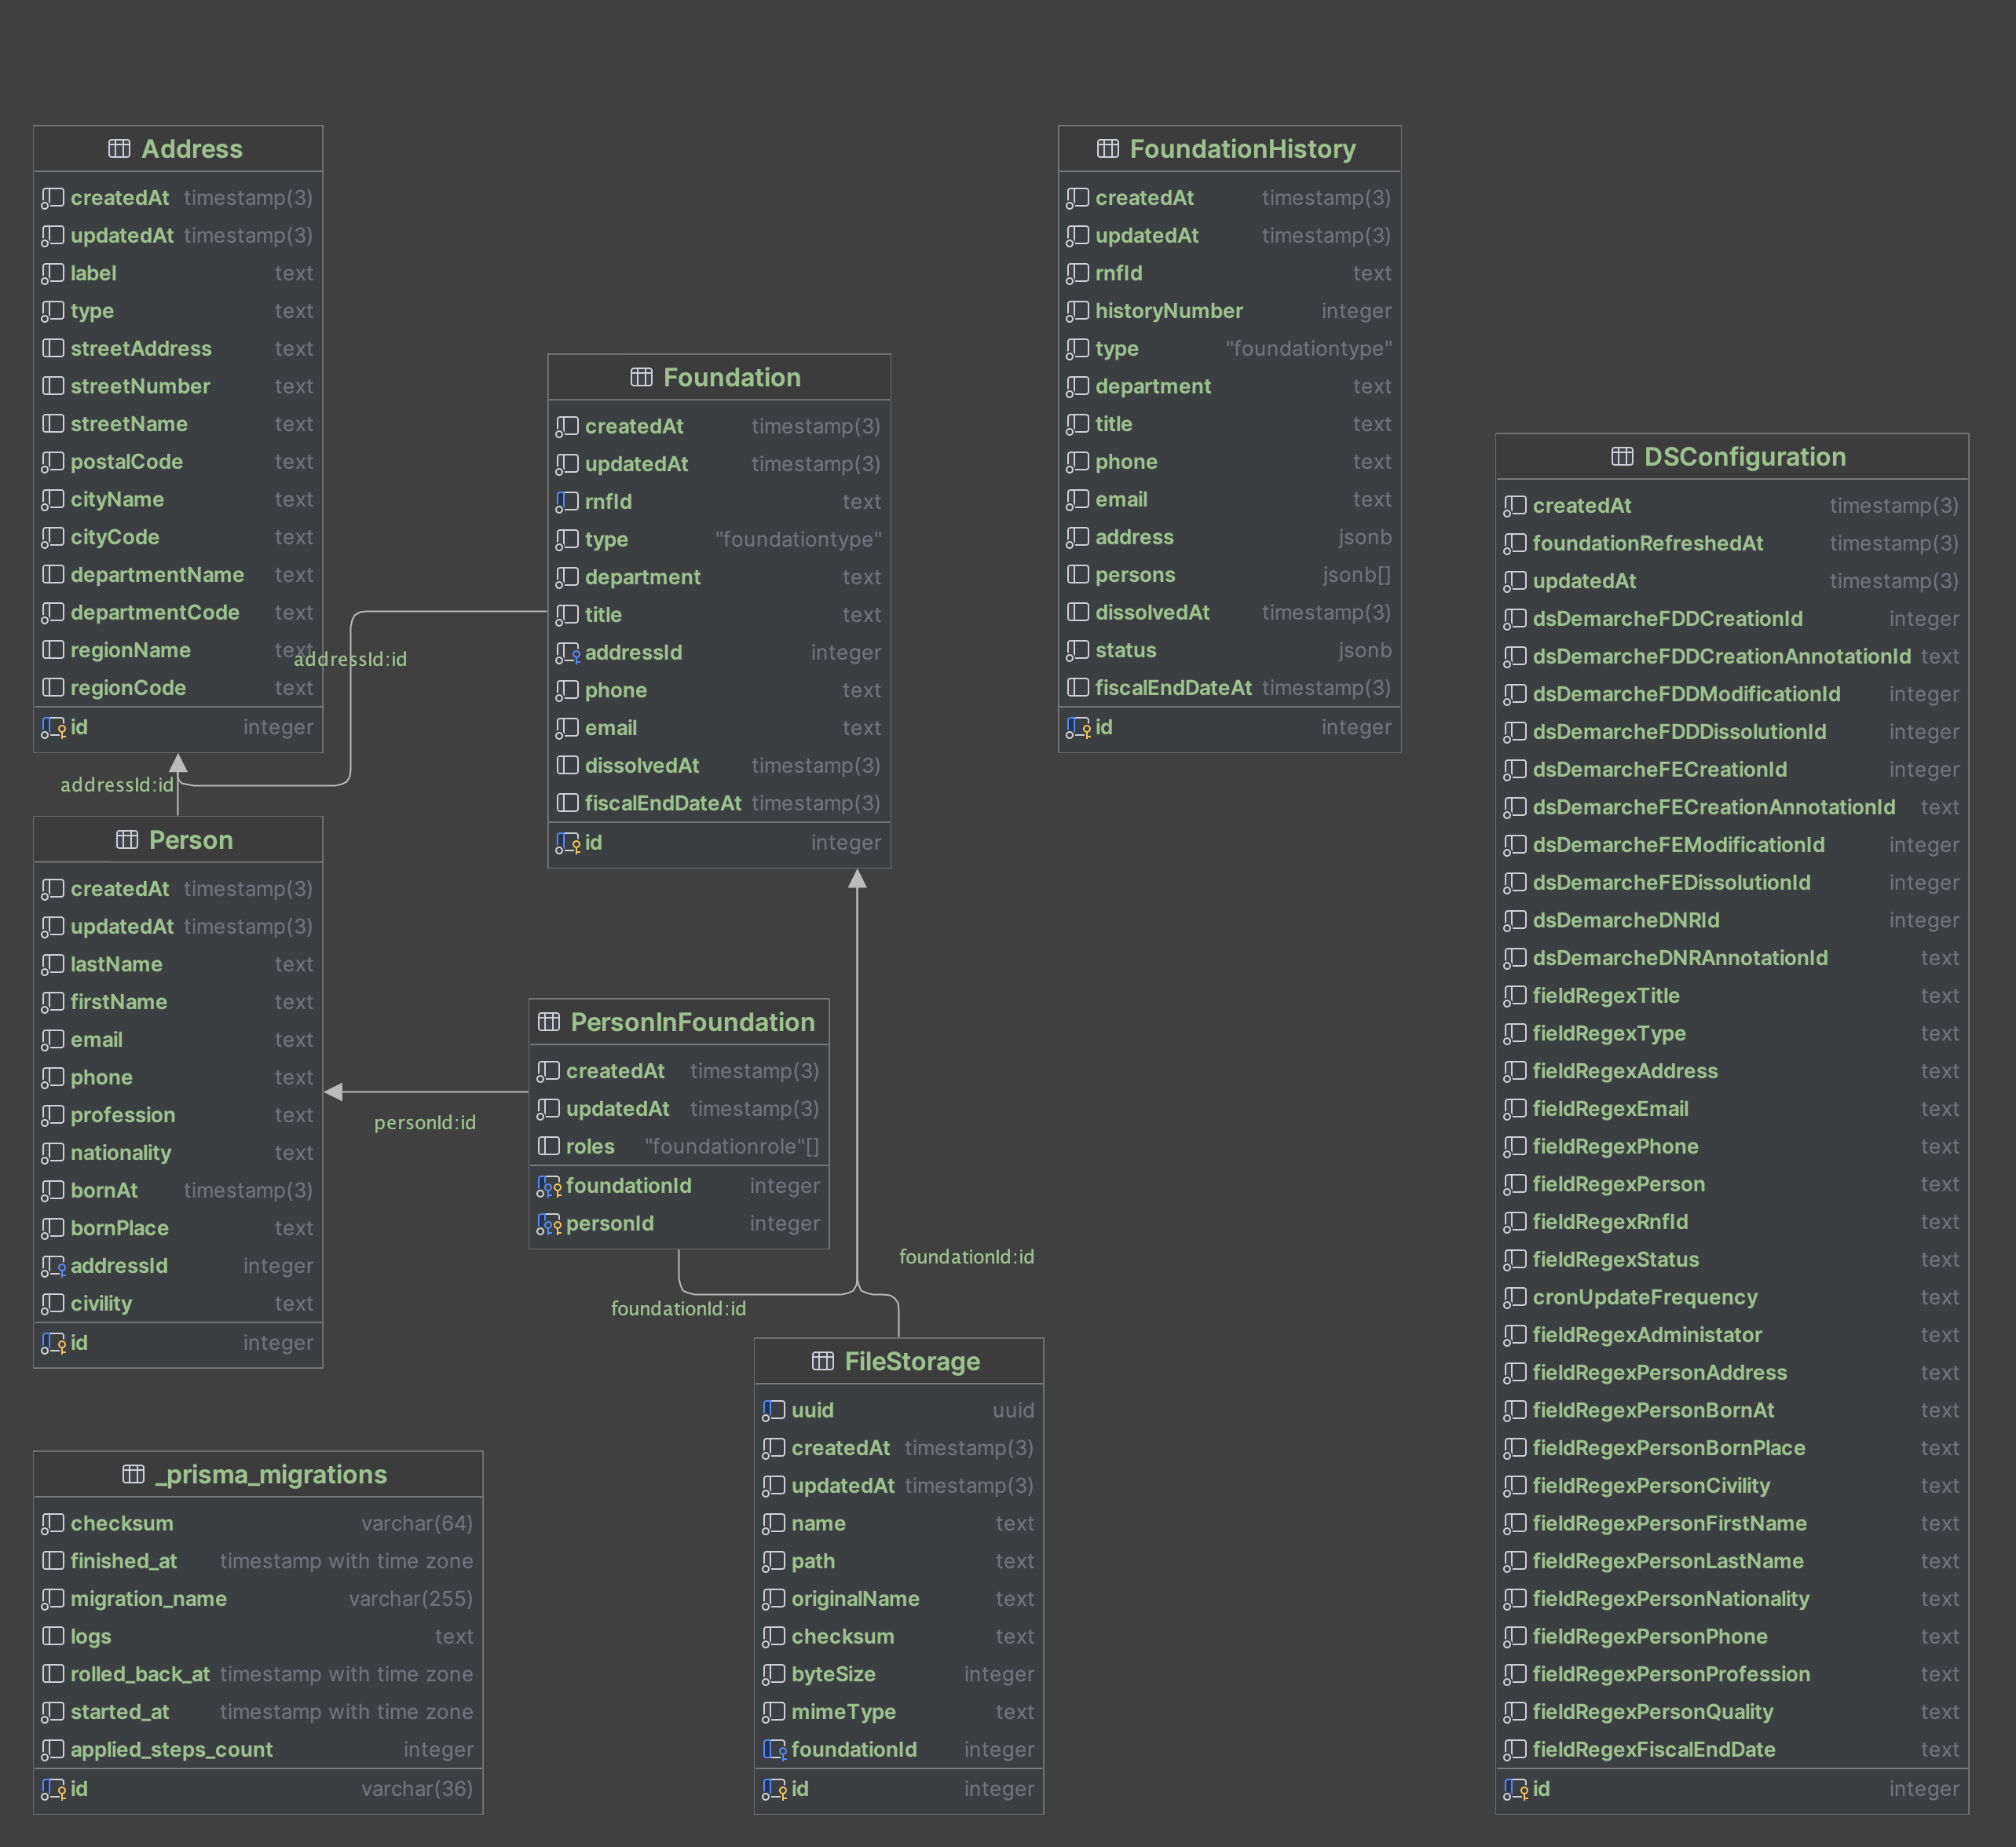 Address
createdAt timestamp(3)
updatedAt timestamp(3)
label text
type text
streetAddress text
streetNumber text
streetName text
postalCode text
cityName text
cityCode text
departmentName text
departmentCode text
regionName text
regionCode text
id integer
addressId:id
addressId:id
Person
createdAt timestamp(3)
updatedAt timestamp(3)
lastName text
firstName text
email text
phone text
profession text
nationality text
bornAt timestamp(3)
bornPlace text
addressId integer
civility text
id integer
_prisma_migrations
checksum varchar(64)
finished_at timestamp with time zone
migration_name varchar(255)
logs text
rolled_back_at timestamp with time zone
started_at timestamp with time zone
applied_steps_count integer
id varchar(36)
Foundation
createdAt timestamp(3)
updatedAt timestamp(3)
rnfId text
type "foundationtype"
department text
title text
addressId integer
phone text
email text
dissolvedAt timestamp(3)
fiscalEndDateAt timestamp(3)
id integer
PersonInFoundation
createdAt timestamp(3)
updatedAt timestamp(3)
roles "foundationrole"[]
foundationId integer
personId integer
personId:id
foundationId:id
foundationId:id
FileStorage
uuid uuid
createdAt timestamp(3)
updatedAt timestamp(3)
name text
path text
originalName text
checksum text
byteSize integer
mimeType text
foundationId integer
id integer
FoundationHistory
createdAt timestamp(3)
updatedAt timestamp(3)
rnfId text
historyNumber integer
type "foundationtype"
department text
title text
phone text
email text
address jsonb
persons jsonb[]
dissolvedAt timestamp(3)
status jsonb
fiscalEndDateAt timestamp(3)
id integer
DSConfiguration
createdAt timestamp(3)
foundationRefreshedAt timestamp(3)
updatedAt timestamp(3)
dsDemarcheFDDCreationId integer
dsDemarcheFDDCreationAnnotationId text
dsDemarcheFDDModificationId integer
dsDemarcheFDDDissolutionId integer
dsDemarcheFECreationId integer
dsDemarcheFECreationAnnotationId text
dsDemarcheFEModificationId integer
dsDemarcheFEDissolutionId integer
dsDemarcheDNRId integer
dsDemarcheDNRAnnotationId text
fieldRegexTitle text
fieldRegexType text
fieldRegexAddress text
fieldRegexEmail text
fieldRegexPhone text
fieldRegexPerson text
fieldRegexRnfId text
fieldRegexStatus text
cronUpdateFrequency text
fieldRegexAdministator text
fieldRegexPersonAddress text
fieldRegexPersonBornAt text
fieldRegexPersonBornPlace text
fieldRegexPersonCivility text
fieldRegexPersonFirstName text
fieldRegexPersonLastName text
fieldRegexPersonNationality text
fieldRegexPersonPhone text
fieldRegexPersonProfession text
fieldRegexPersonQuality text
fieldRegexFiscalEndDate text
id integer